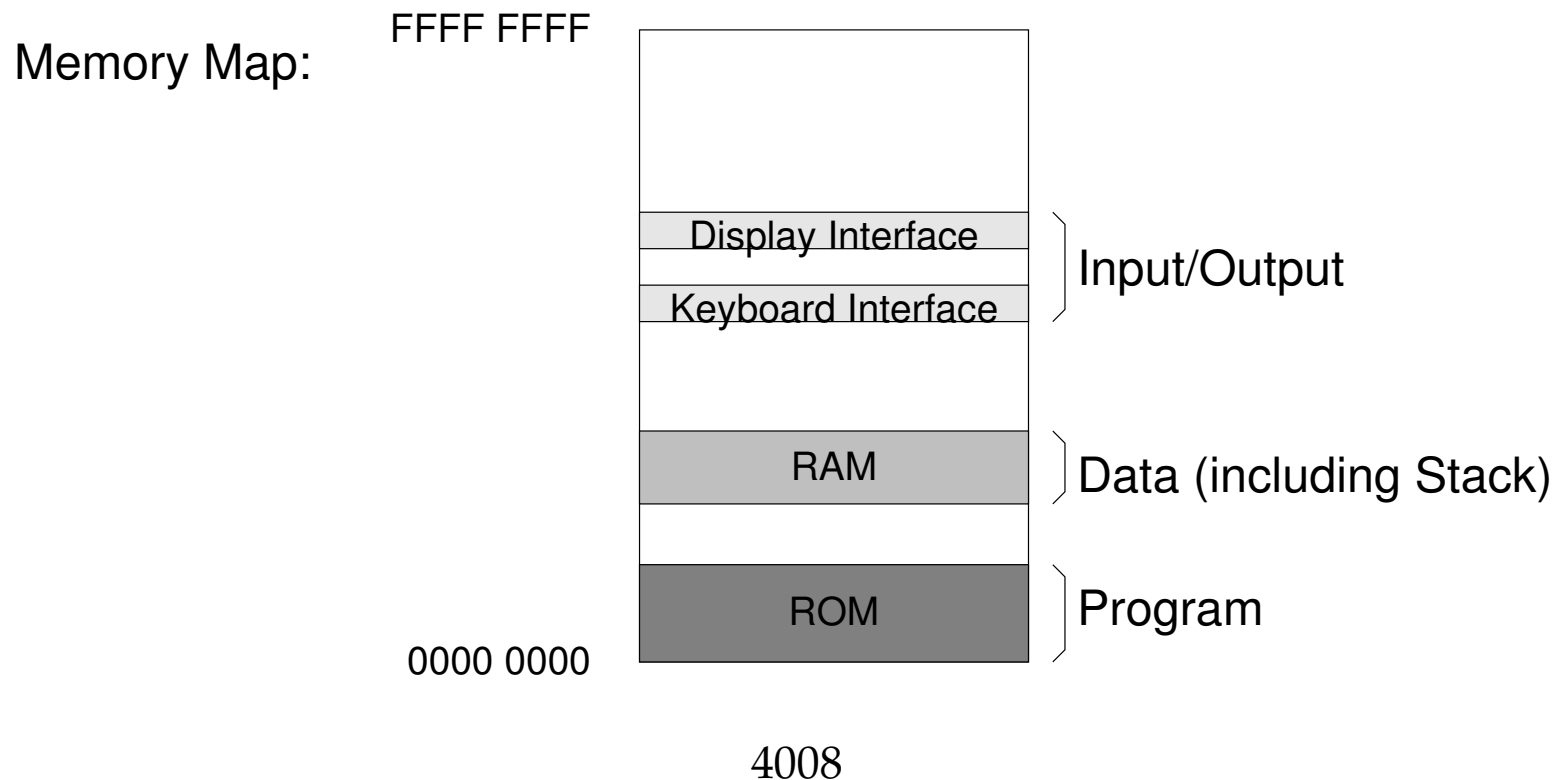 FFFF FFFF
Memory Map:
Display Interface
Input/Output
Keyboard Interface
RAM
Data (including Stack)
ROM
Program
0000 0000
4008